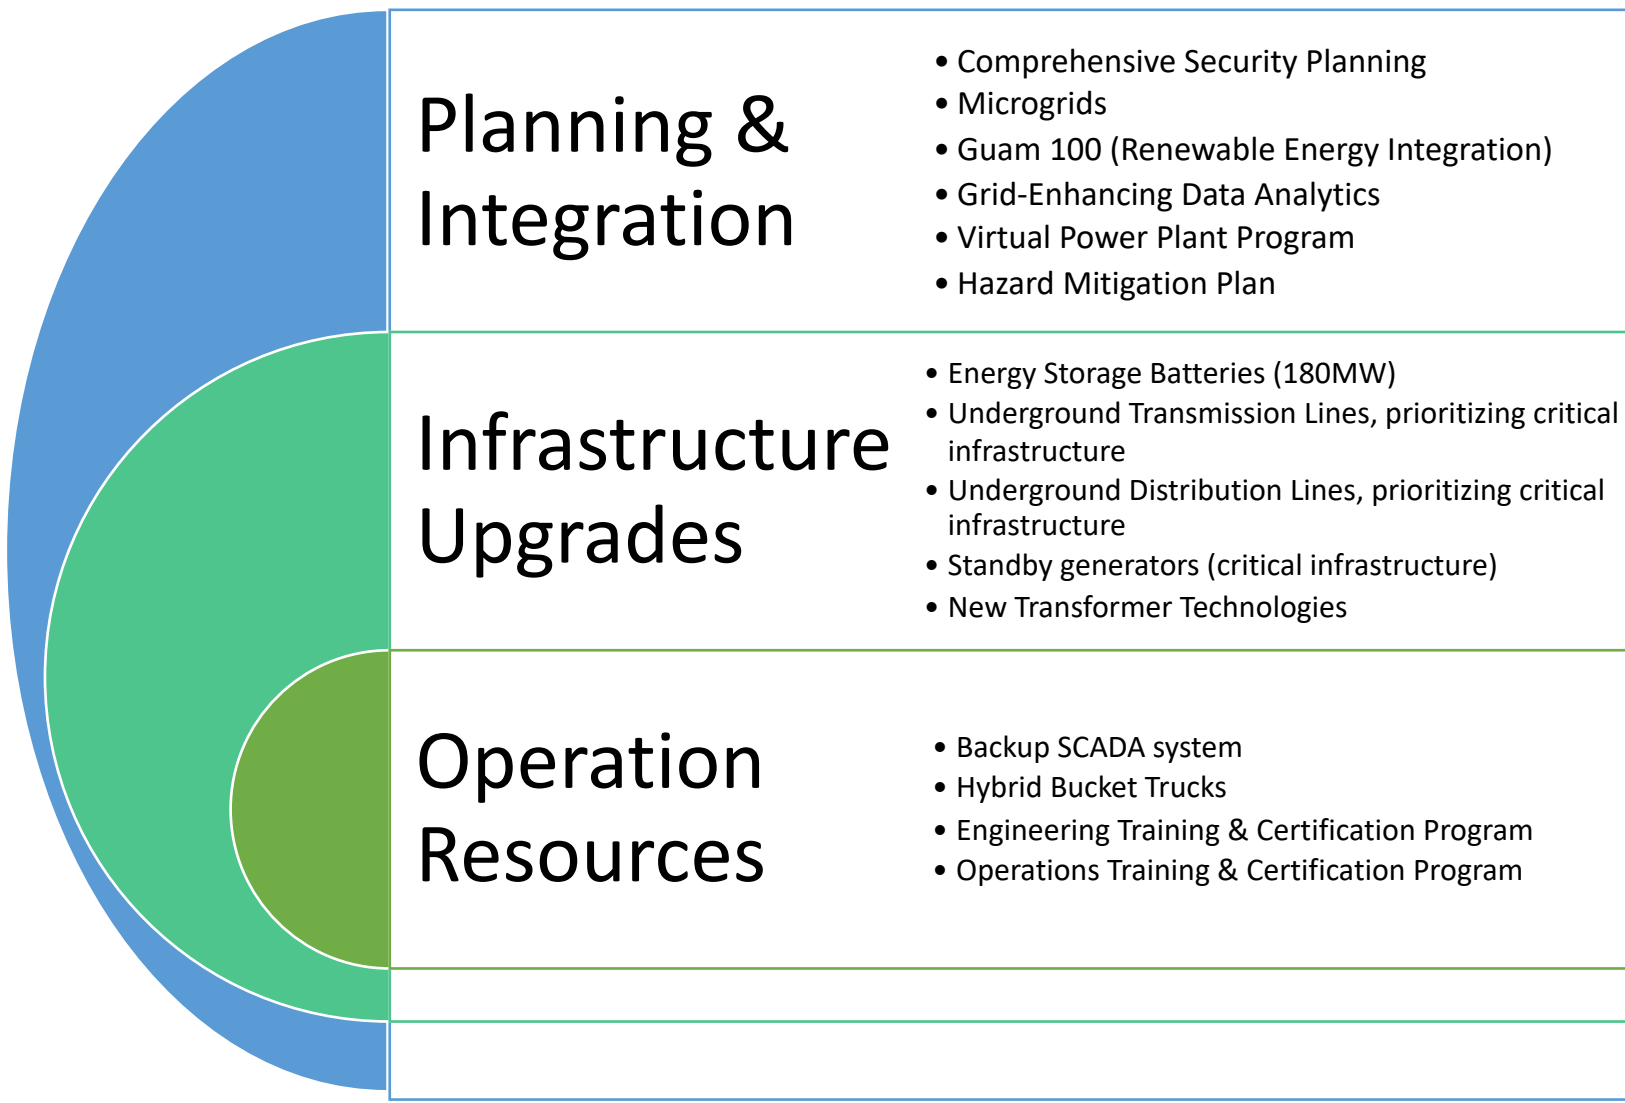 Planning &
Integration
• Comprehensive Security Planning
• Microgrids
• Guam 100 (Renewable Energy Integration)
• Grid-Enhancing Data Analytics
• Virtual Power Plant Program
• Hazard Mitigation Plan
Infrastructure
Upgrades
• Energy Storage Batteries (180MW)
• Underground Transmission Lines, prioritizing critical
infrastructure
• Underground Distribution Lines, prioritizing critical
infrastructure
• Standby generators (critical infrastructure)
• New Transformer Technologies
Operation
Resources
• Backup SCADA system
• Hybrid Bucket Trucks
• Engineering Training & Certification Program
• Operations Training & Certification Program